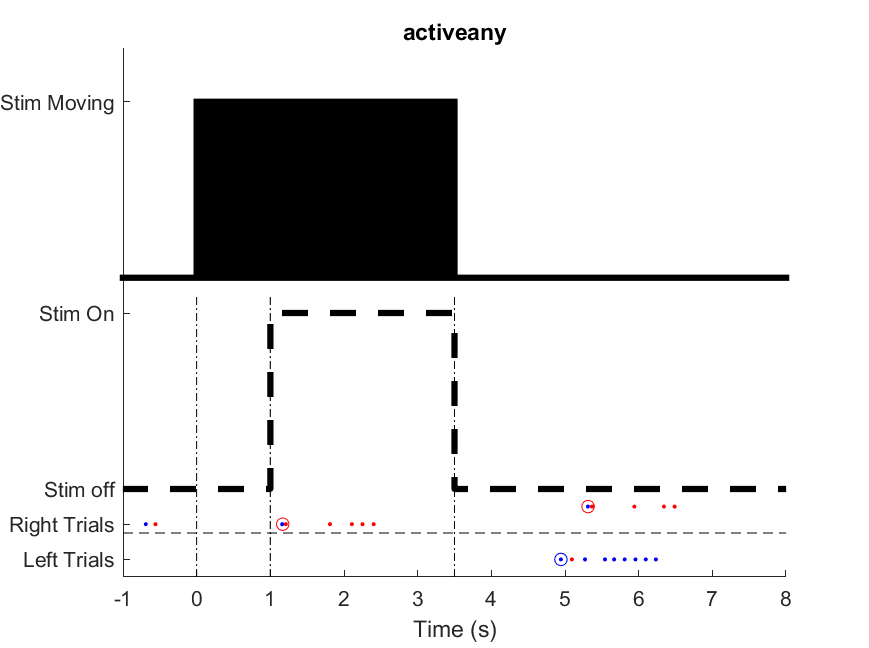 activeany
Stim Moving
Stim On
Stim off
Right Trials
Left Trials
-1 0 1 2 3 4 5 6 7 8
Time (s)